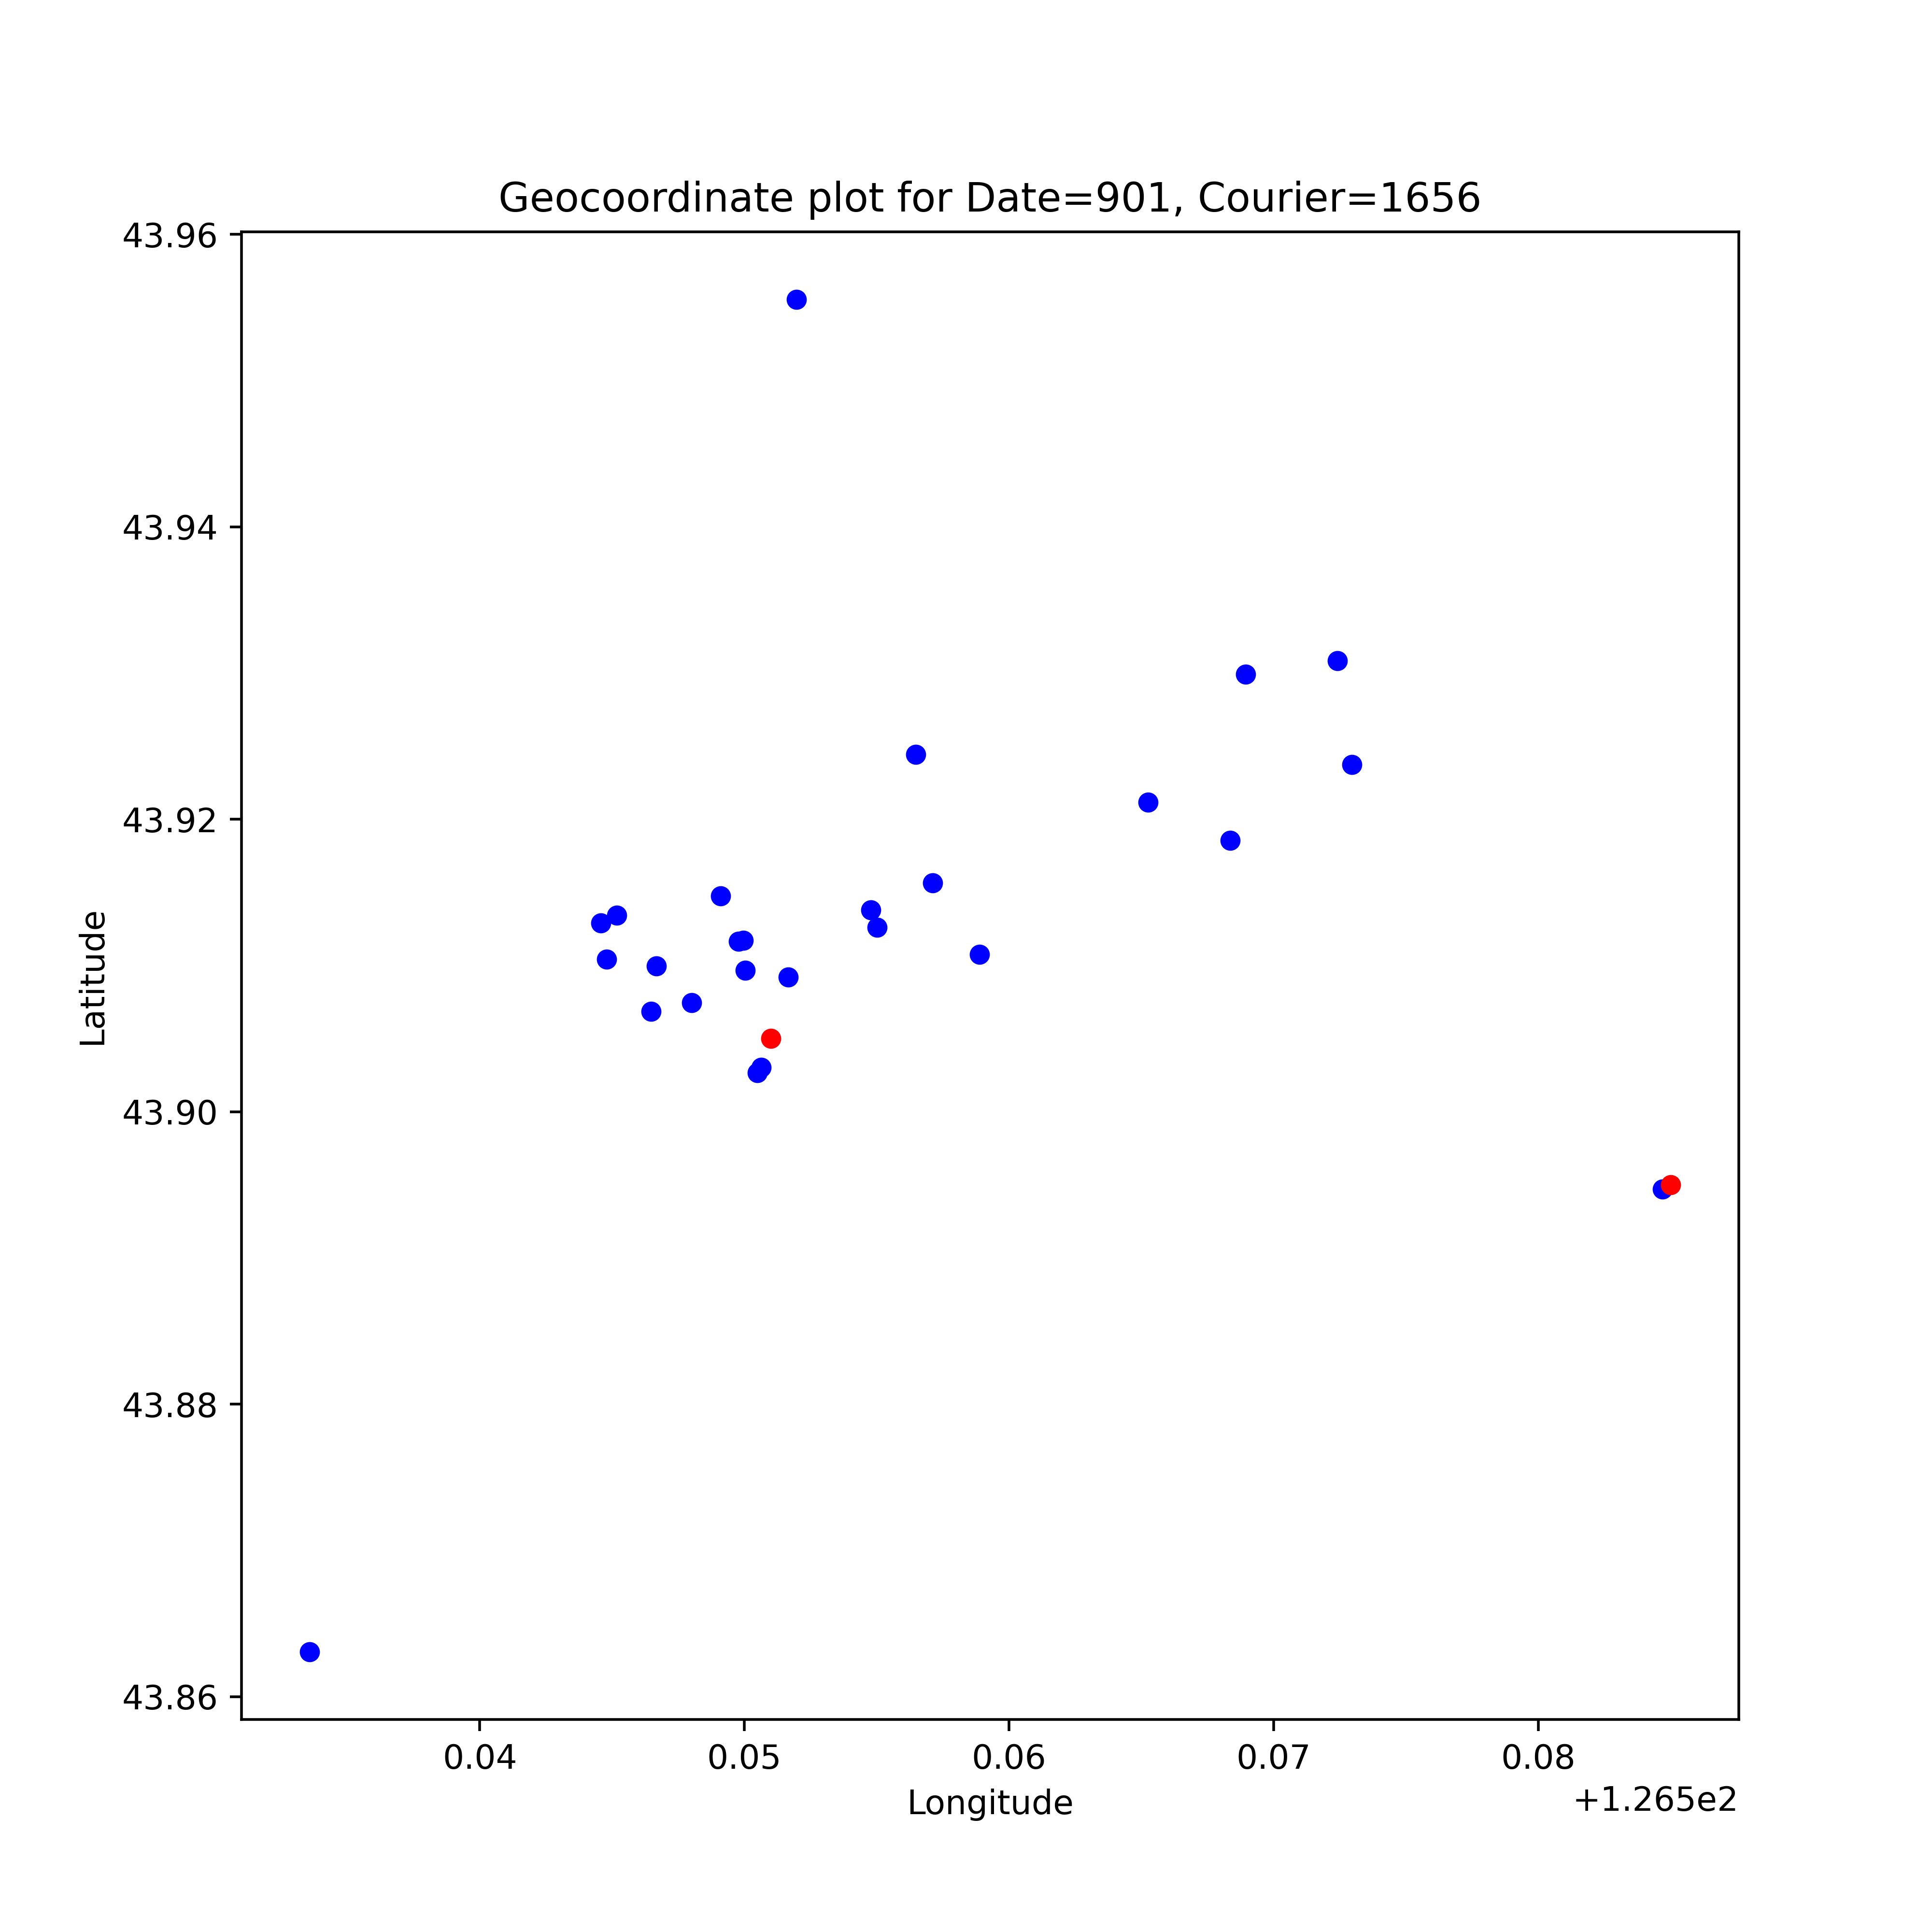 Geocoordinate plot for Date=901, Courier=1656
43.96
43.94
43.92
43.90
43.88
43.86
Latitude
0.04 0.05 0.06 0.07 0.08
+1.265e2
Longitude